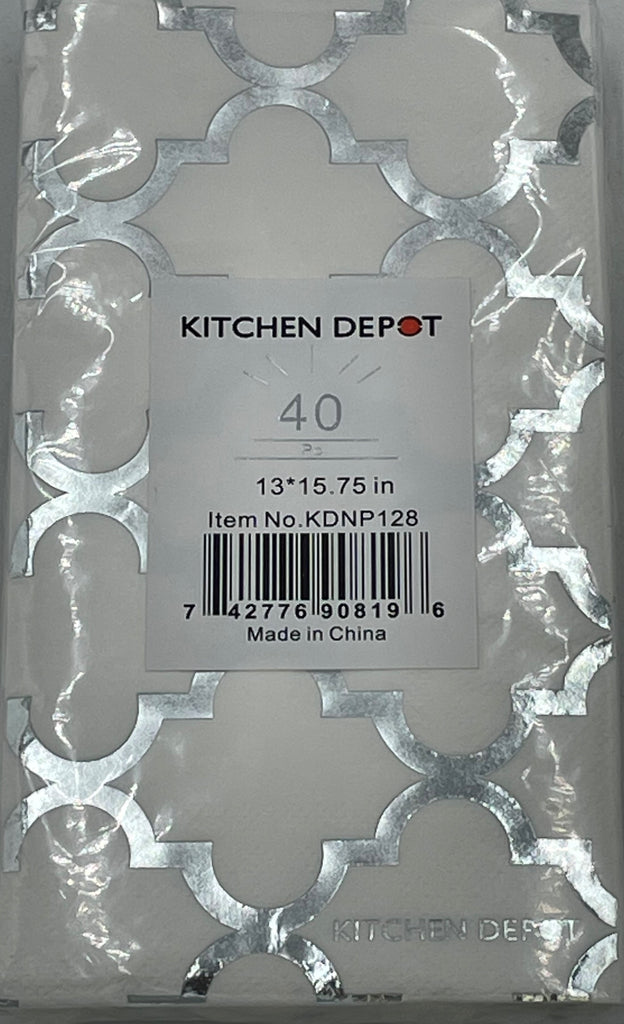 KITCHEN DEPOT
40
13*15.75 in
Item No.KDNP128
7 42776 90819 6
Made in China
KITCHEN DEPOT